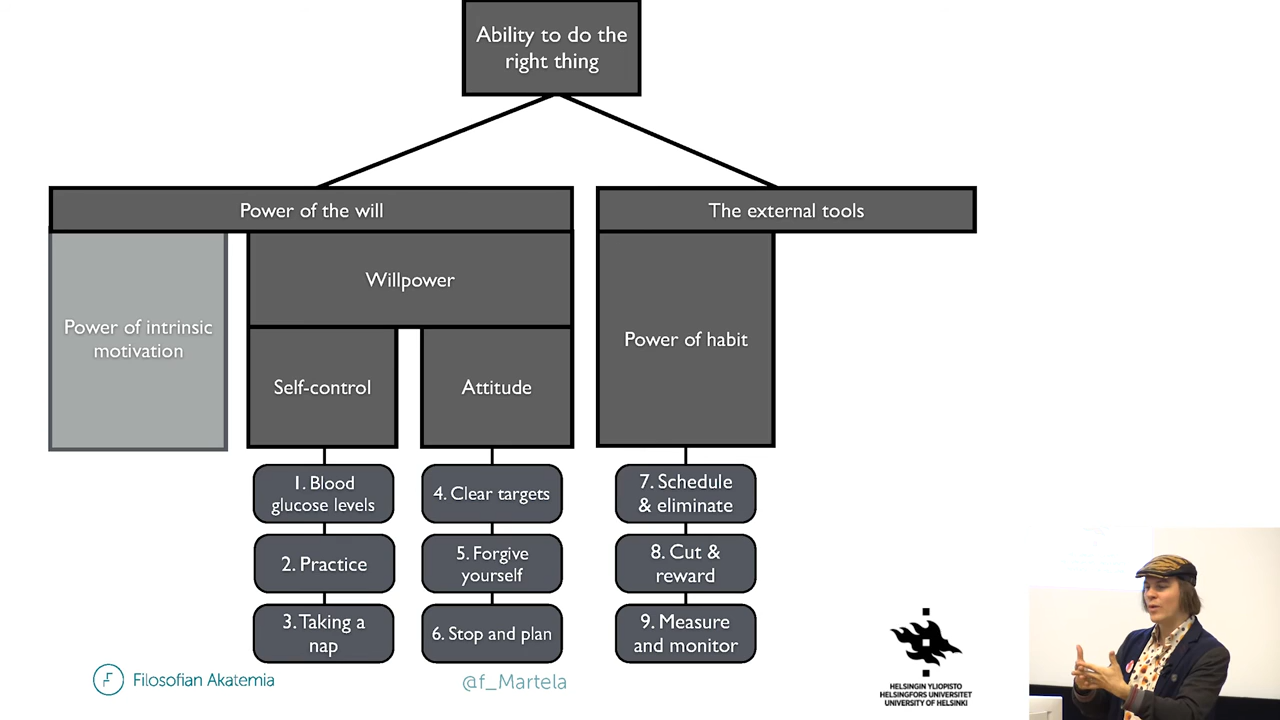 Ability to do the
right thing
Power of the will
The external tools
Power of intrinsic
motivation
Willpower
Self-control
Attitude
Power of habit
1. Blood
glucose levels
2. Practice
3. Taking a
nap
4. Clear targets
5. Forgive
yourself
6. Stop and plan
7. Schedule
& eliminate
8. Cut &
reward
9. Measure
and monitor
Filosofian Akatemia
@f_Martela
HELSINGIN YLIOPISTO
HELSINGFORS UNIVERSITET
UNIVERSITY OF HELSINKI